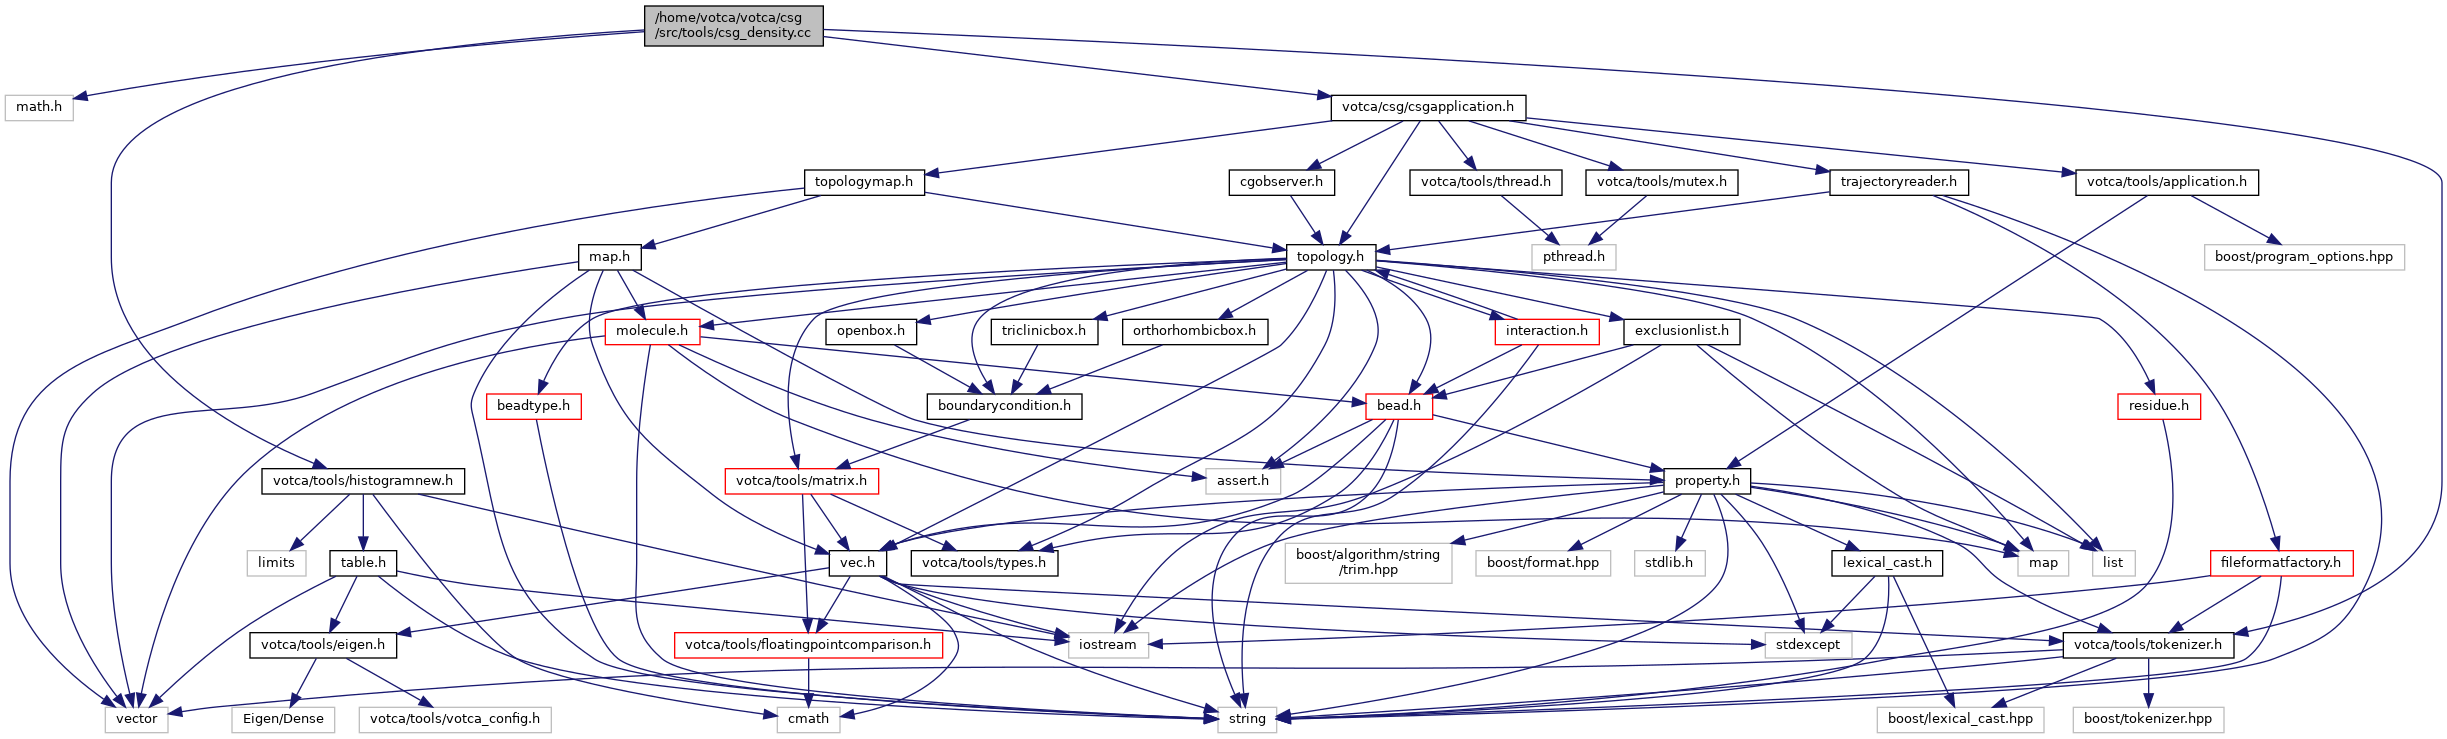 /home/votca/votca/csg
/src/tools/csg_density.cc
math.h
votca/csg/csgapplication.h
topologymap.h
cgobserver.h
votca/tools/thread.h
votca/tools/mutex.h
trajectoryreader.h
votca/tools/application.h
map.h
topology.h
pthread.h
boost/program_options.hpp
molecule.h
openbox.h
triclinicbox.h
orthorhombicbox.h
interaction.h
exclusionlist.h
beadtype.h
boundarycondition.h
bead.h
residue.h
votca/tools/histogramnew.h
votca/tools/matrix.h
assert.h
property.h
limits
table.h
vec.h
votca/tools/types.h
boost/algorithm/string
/trim.hpp
boost/format.hpp
stdlib.h
lexical_cast.h
map
list
fileformatfactory.h
votca/tools/eigen.h
votca/tools/floatingpointcomparison.h
iostream
stdexcept
votca/tools/tokenizer.h
vector
Eigen/Dense
votca/tools/votca_config.h
cmath
string
boost/lexical_cast.hpp
boost/tokenizer.hpp